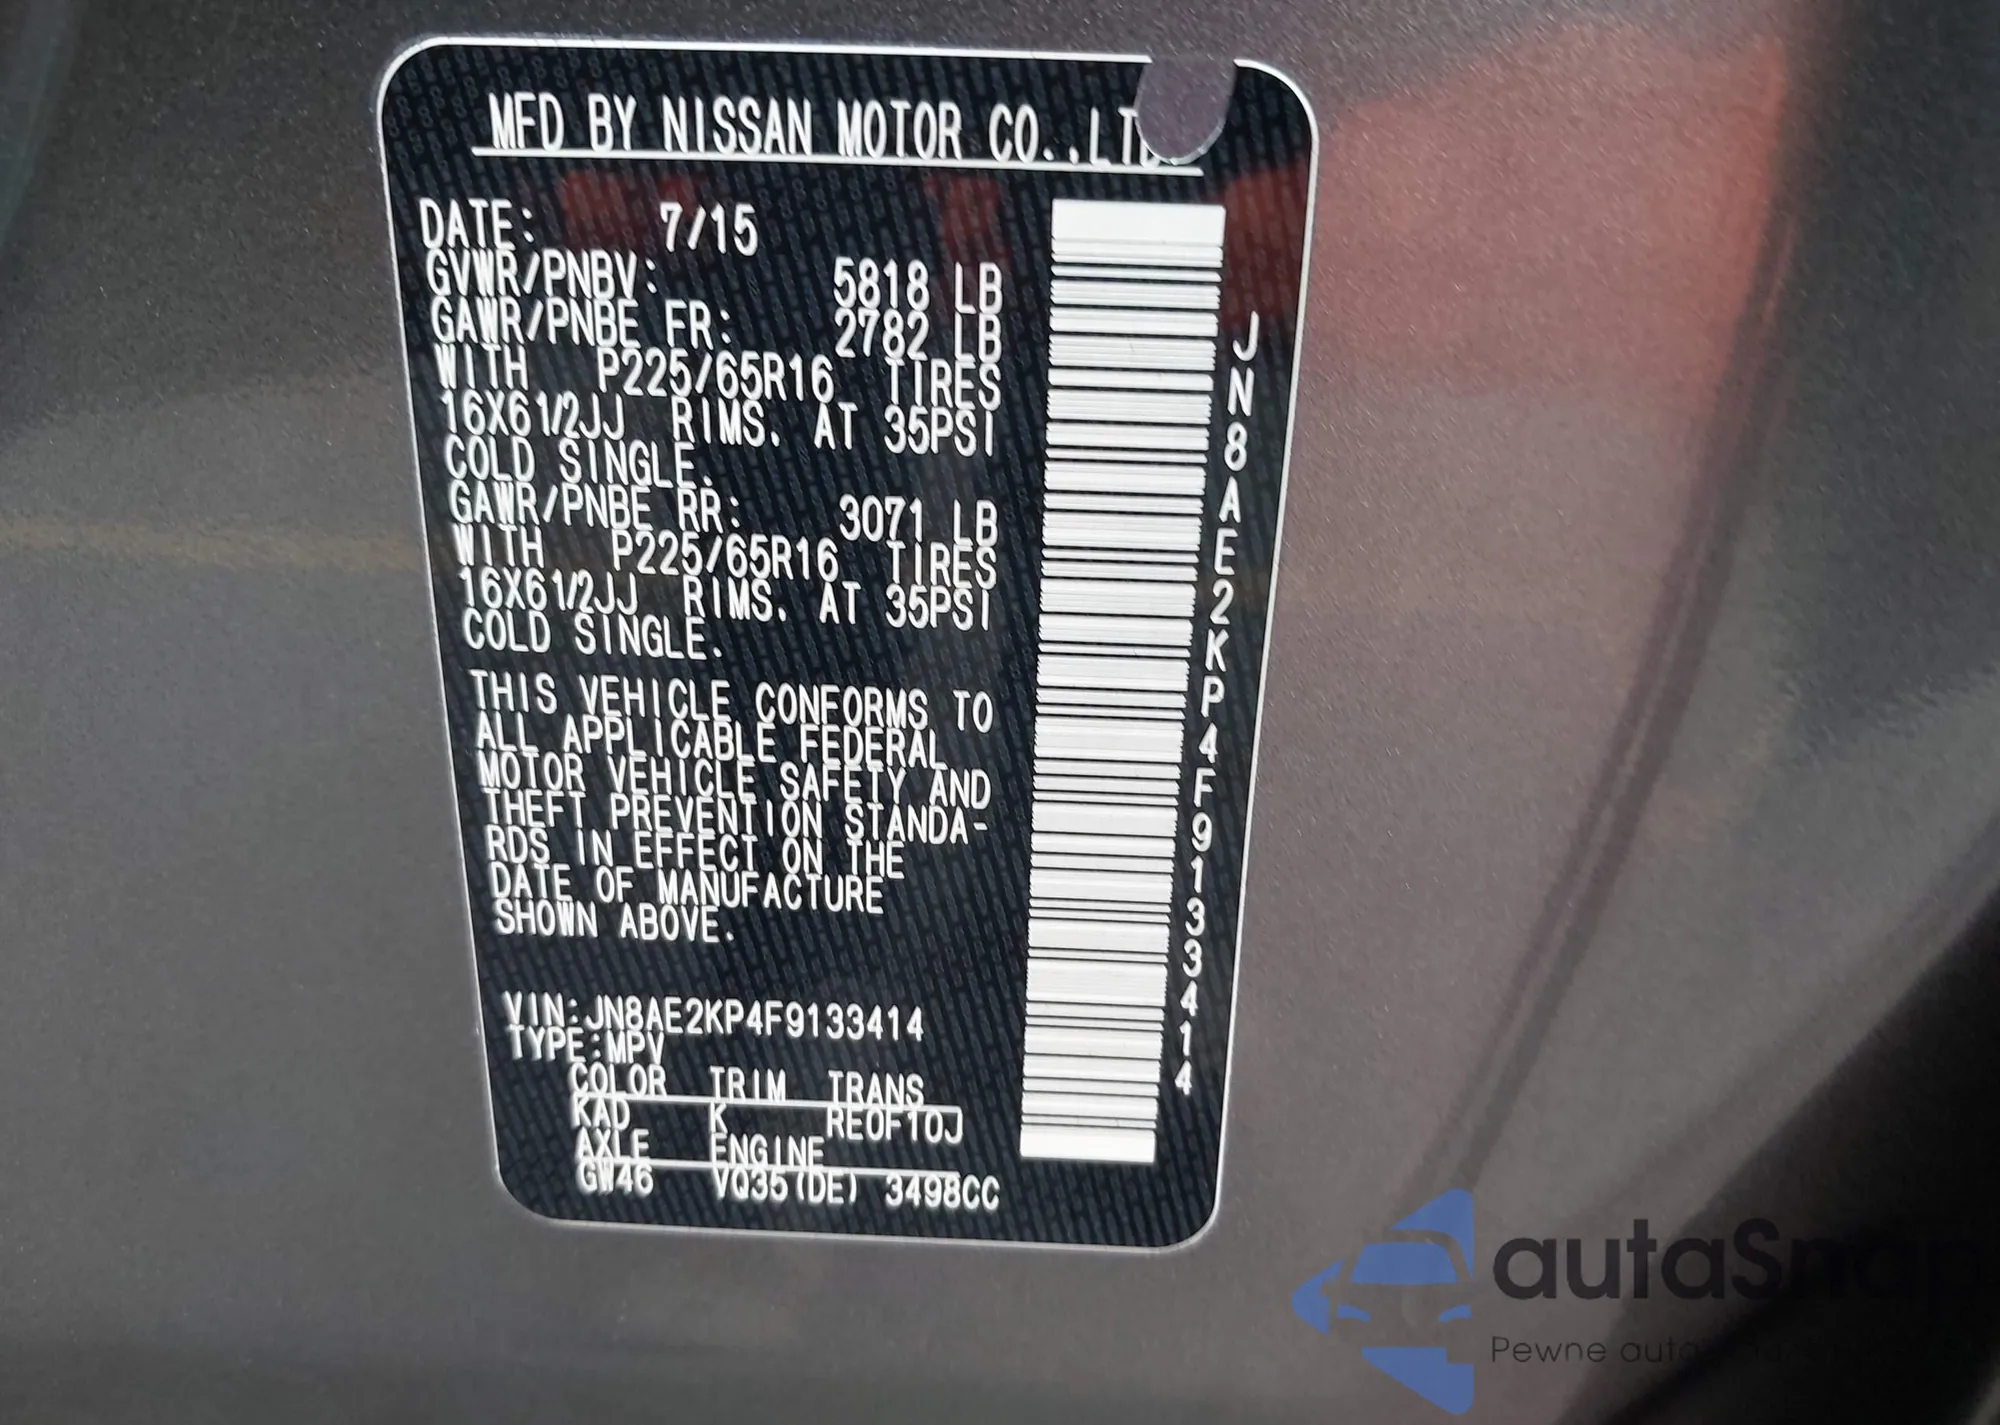 MFD BY NISSAN MOTOR CO.,LTD.
DATE: 7/15
GVWR/PNBV: 5818 LB
GAWR/PNBE FR: 2782 LB
WITH P225/65R16 TIRES
16X61/2JJ RIMS. AT 35PSI
COLD SINGLE.
GAWR/PNBE RR: 3071 LB
WITH P225/65R16 TIRES
16X61/2JJ RIMS. AT 35PSI
COLD SINGLE.
THIS VEHICLE CONFORMS TO
ALL APPLICABLE FEDERAL
MOTOR VEHICLE SAFETY AND
THEFT PREVENTION STANDA-
RDS IN EFFECT ON THE
DATE OF MANUFACTURE
SHOWN ABOVE.
VIN:JN8AE2KP4F9133414
TYPE:MPV
COLOR TRIM TRANS
KAD K RE0F10J
AXLE ENGINE
GW46 VQ35(DE) 3498CC
JN8AE2KP4F9133414
autaSnap
Pewne auta